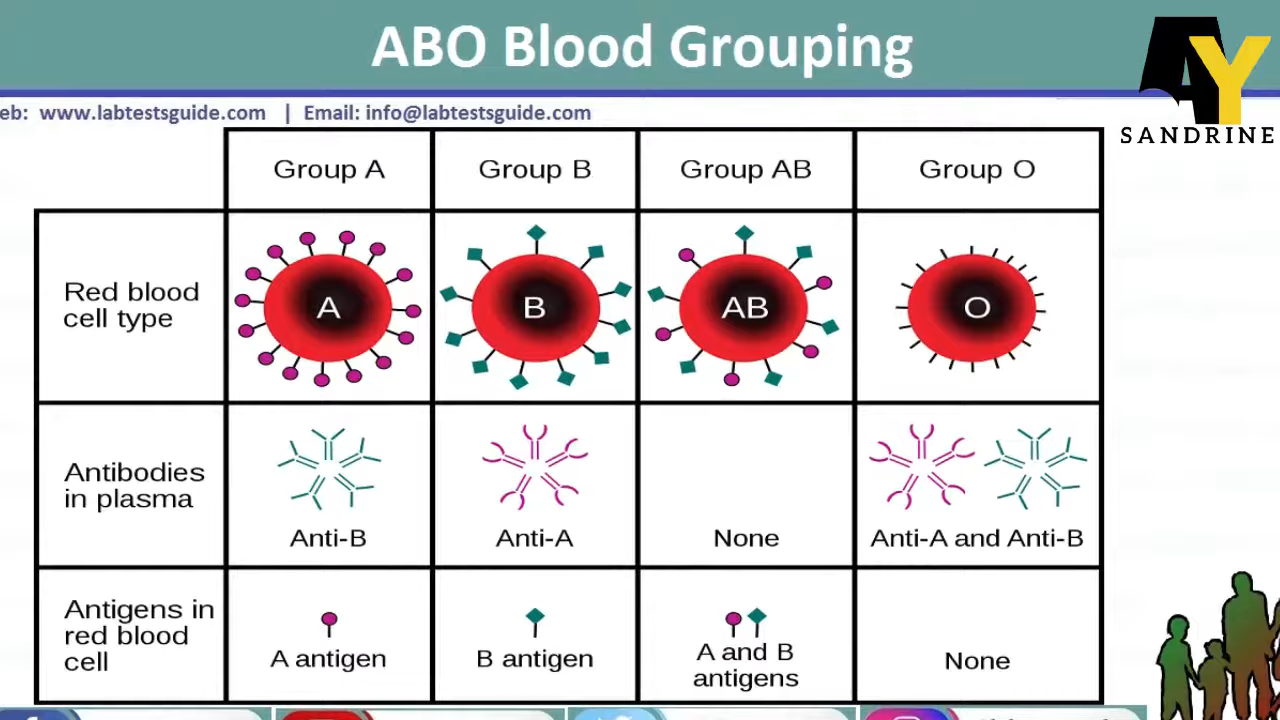 ABO Blood Grouping
AY
SANDRINE
eb: www.labtestsguide.com | Email: info@labtestsguide.com
Group A
Group B
Group AB
Group O
Red blood
cell type
A
B
AB
O
Antibodies
in plasma
Anti-B
Anti-A
None
Anti-A and Anti-B
Antigens in
red blood
cell
A antigen
B antigen
A and B
antigens
None